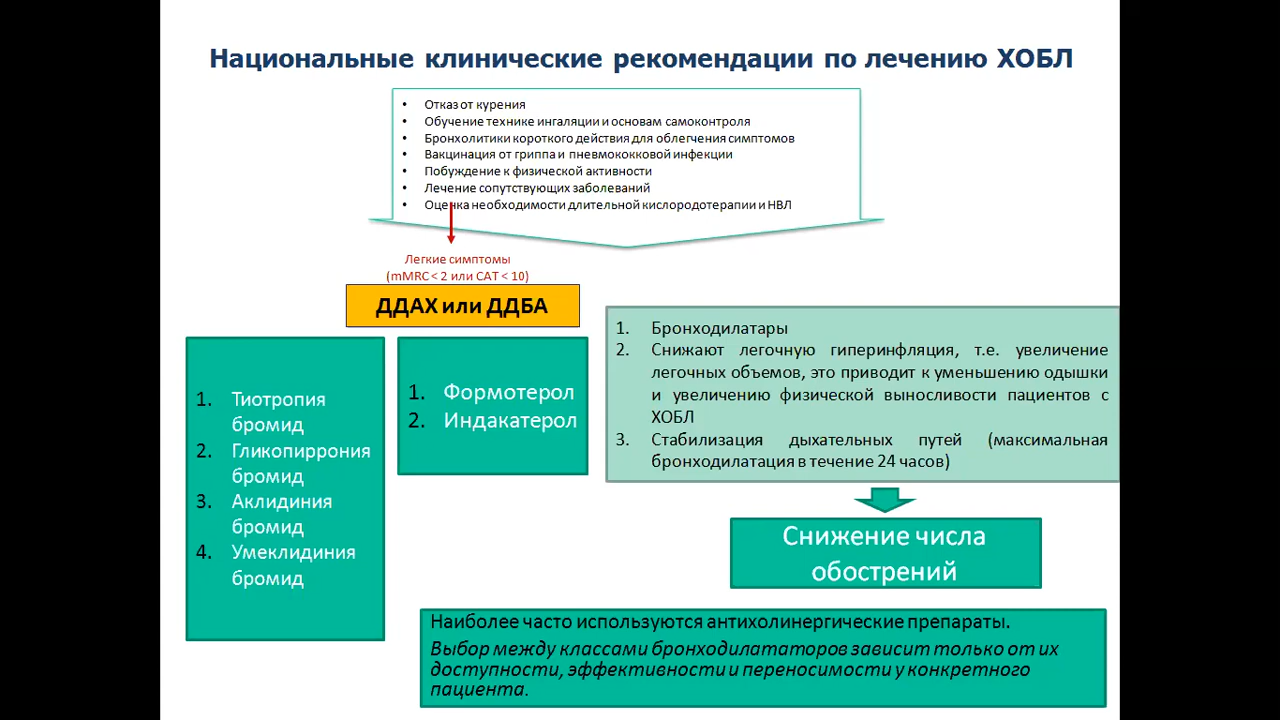 Национальные клинические рекомендации по лечению ХОБЛ
• Отказ от курения
• Обучение технике ингаляции и основам самоконтроля
• Бронхолитики короткого действия для облегчения симптомов
• Вакцинация от гриппа и пневмококковой инфекции
• Побуждение к физической активности
• Лечение сопутствующих заболеваний
• Оценка необходимости длительной кислородотерапии и НВЛ
Легкие симптомы
(mMRC < 2 или CAT < 10)
ДДАХ или ДДБА
1. Тиотропия
бромид
2. Гликопиррония
бромид
3. Аклидиния
бромид
4. Умеклидиния
бромид
1. Формотерол
2. Индакатерол
1. Бронходилатары
2. Снижают легочную гиперинфляция, т.е. увеличение
легочных объемов, это приводит к уменьшению одышки
и увеличению физической выносливости пациентов с
ХОБЛ
3. Стабилизация дыхательных путей (максимальная
бронходилатация в течение 24 часов)
Снижение числа
обострений
Наиболее часто используются антихолинергические препараты.
Выбор между классами бронходилататоров зависит только от их
доступности, эффективности и переносимости у конкретного
пациента.